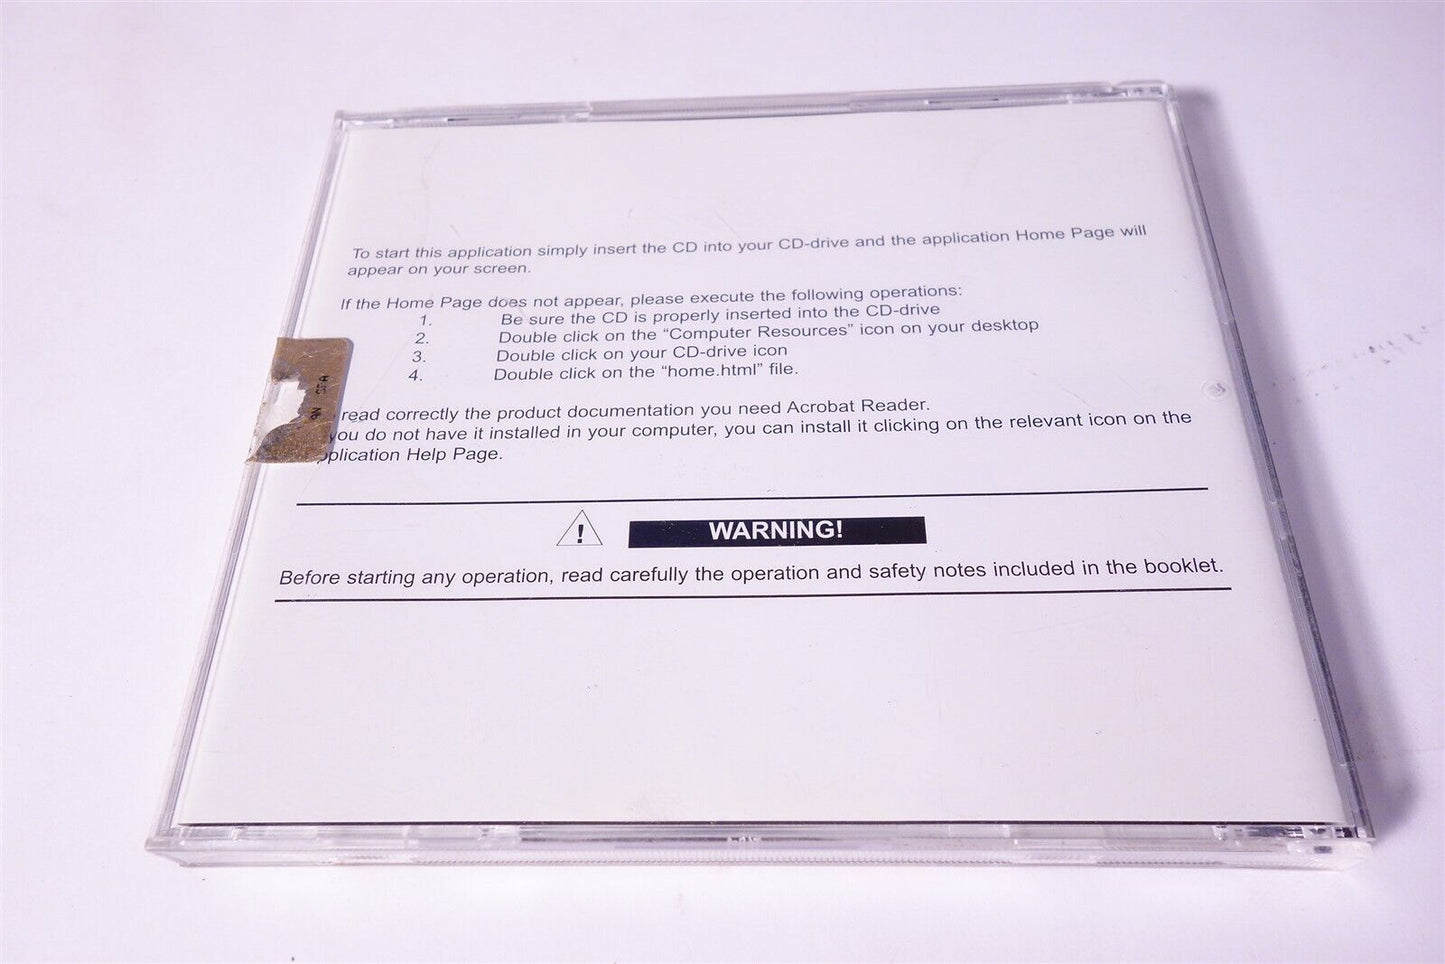 To start this application simply insert the CD into your CD-drive and the application Home Page will
appear on your screen.
If the Home Page does not appear, please execute the following operations:
1. Be sure the CD is properly inserted into the CD-drive
2. Double click on the “Computer Resources” icon on your desktop
3. Double click on your CD-drive icon
4. Double click on the “home.html” file.
read correctly the product documentation you need Acrobat Reader.
you do not have it installed in your computer, you can install it clicking on the relevant icon on the
pplication Help Page.
! WARNING!
Before starting any operation, read carefully the operation and safety notes included in the booklet.